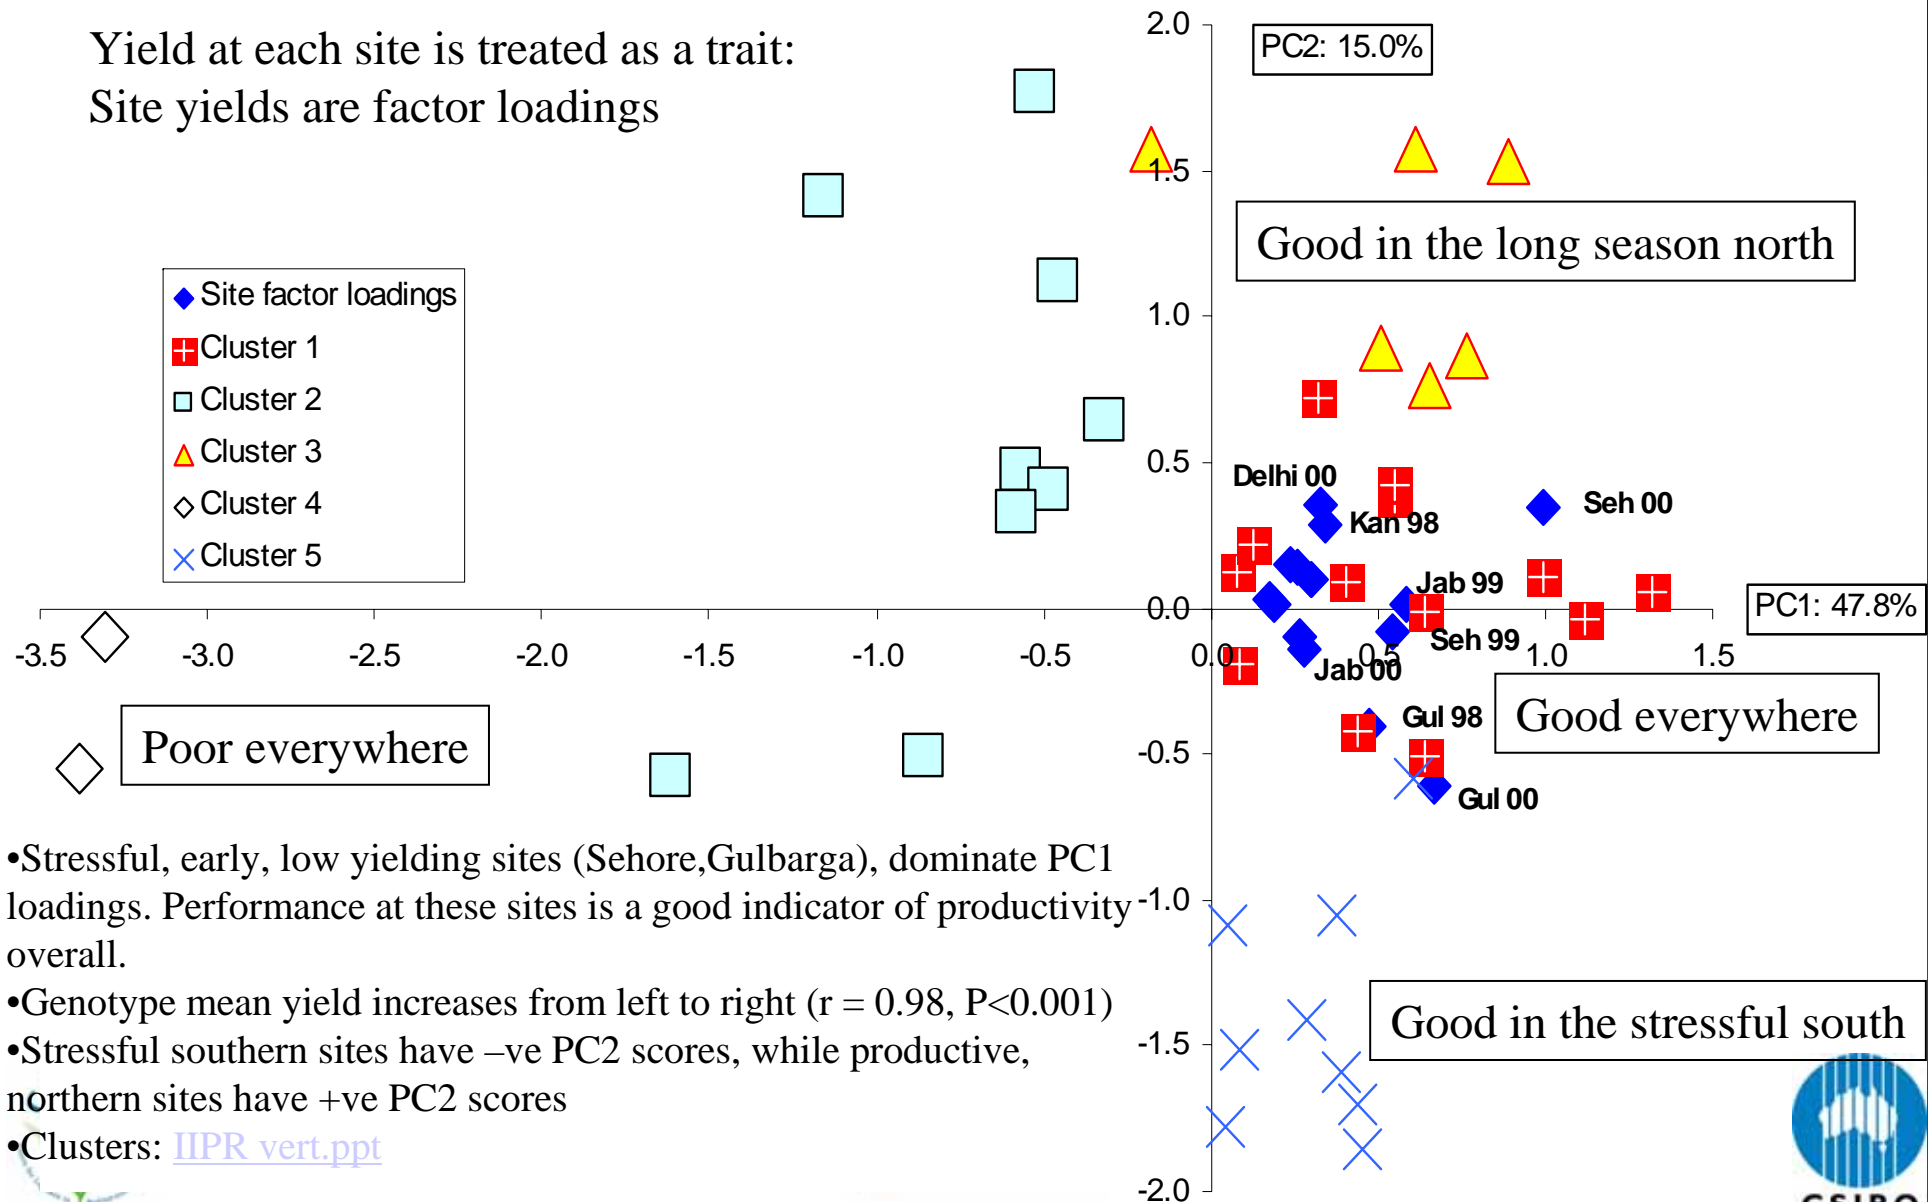 Yield at each site is treated as a trait:
Site yields are factor loadings
PC2: 15.0%
2.0
1.5
1.0
0.5
0.0
-0.5
-1.0
-1.5
-2.0
Good in the long season north
Site factor loadings
Cluster 1
Cluster 2
Cluster 3
Cluster 4
Cluster 5
Delhi 00
Kan 98
Seh 00
Jab 99
Seh 99
Jab 00
Gul 98
Gul 00
PC1: 47.8%
-3.5 -3.0 -2.5 -2.0 -1.5 -1.0 -0.5 0.0 0.5 1.0 1.5
Poor everywhere
Good everywhere
Good in the stressful south
•Stressful, early, low yielding sites (Sehore,Gulbarga), dominate PC1
loadings. Performance at these sites is a good indicator of productivity
overall.
•Genotype mean yield increases from left to right (r = 0.98, P<0.001)
•Stressful southern sites have –ve PC2 scores, while productive,
northern sites have +ve PC2 scores
•Clusters: IIPR vert.ppt
CSIRO